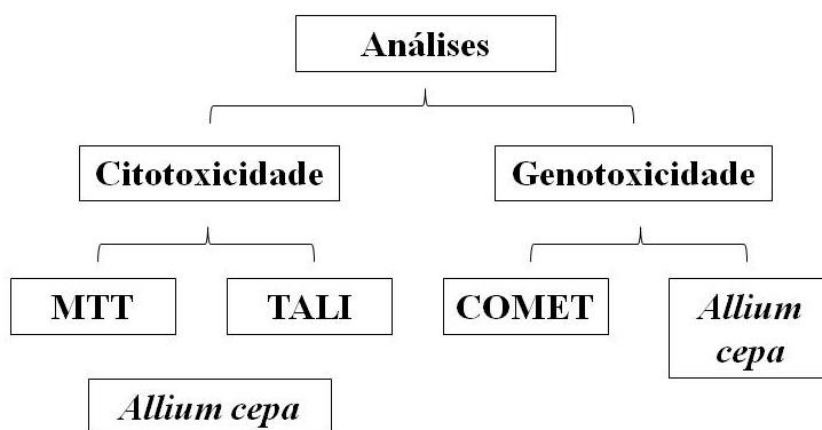 Análises
Citotoxicidade
Genotoxicidade
MTT
TALI
COMET
Allium
cepa
Allium cepa